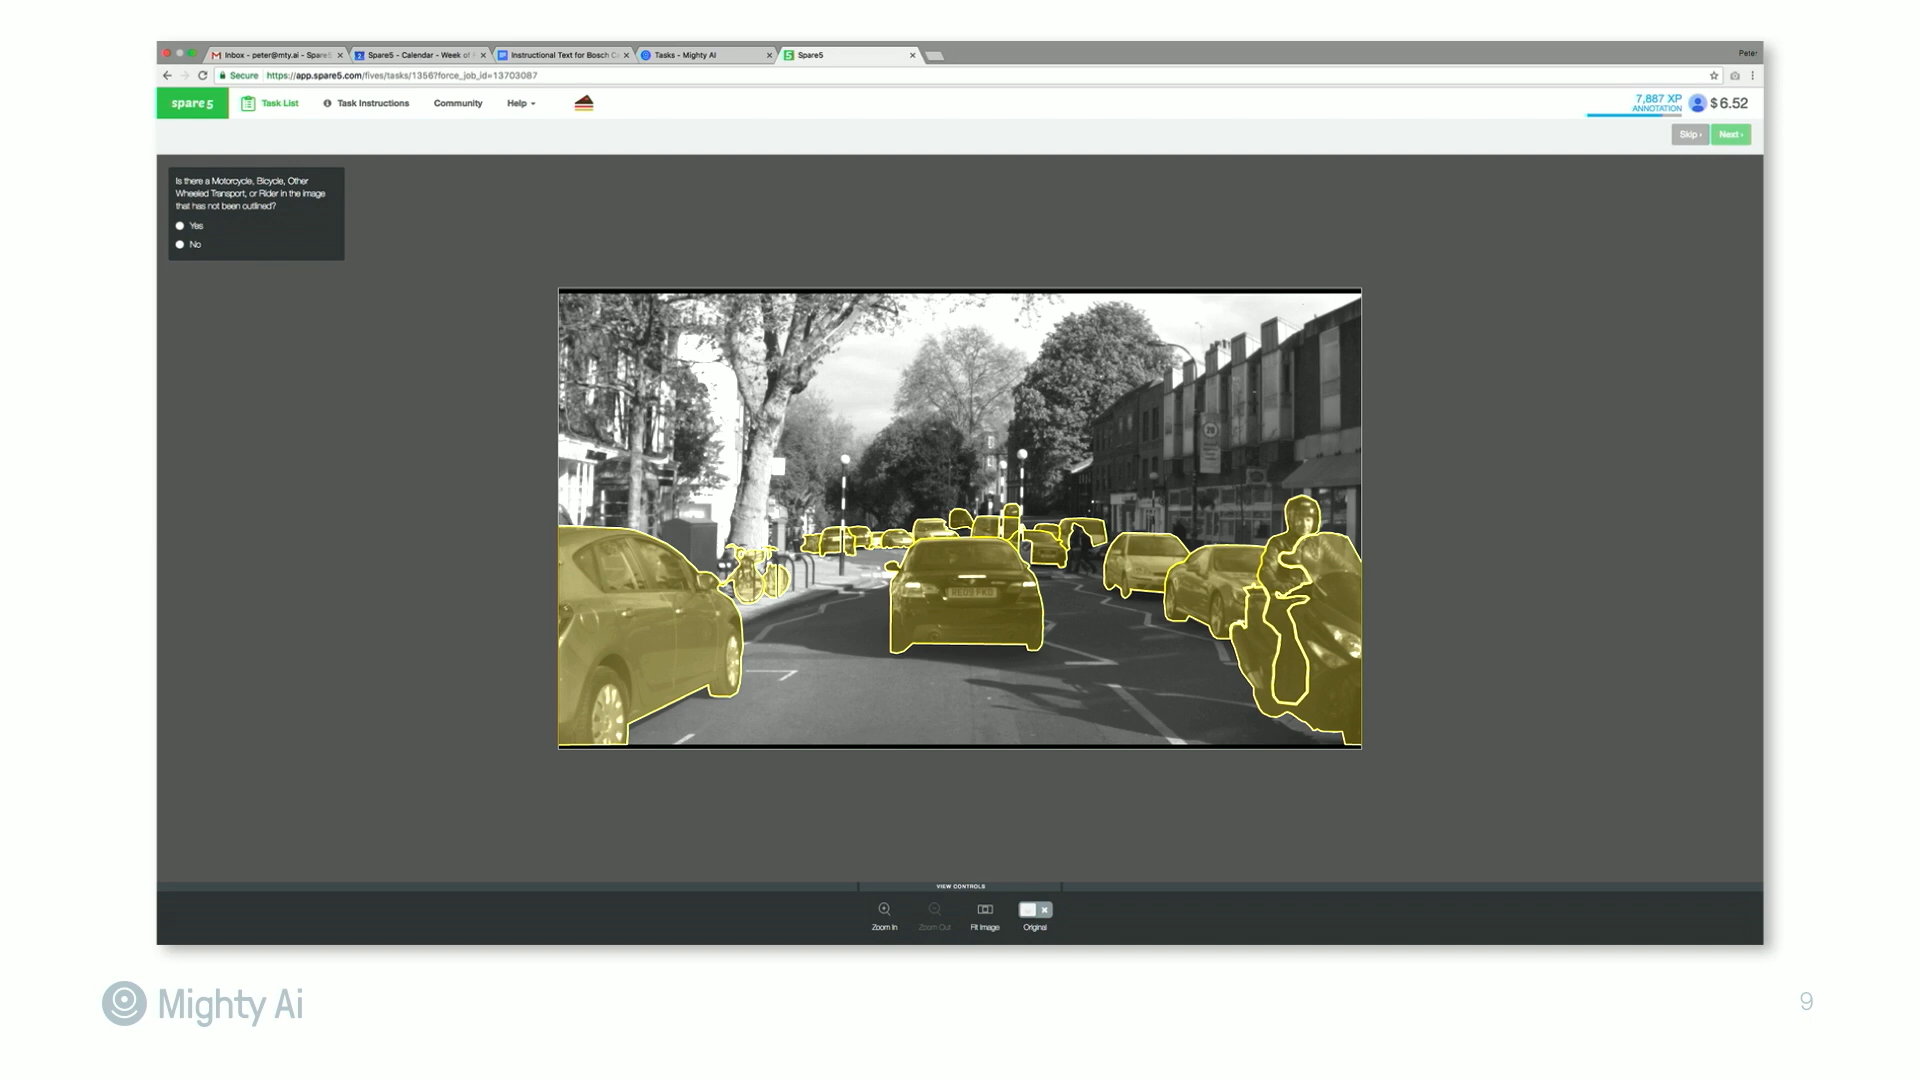 Inbox - peter@mty.ai - Spare5
Spare5 - Calendar - Week of
Instructional Text for Bosch C
Tasks - Mighty AI
Spare5
Peter
Secure
https://app.spare5.com/fives/tasks/1356?force_job_id=13703087
spare5
Task List
Task Instructions
Community
Help
7,887 XP
ANNOTATION
$6.52
Skip ›
Next ›
Is there a Motorcycle, Bicycle, Other
Wheeled Transport, or Rider in the image
that has not been outlined?
Yes
No
20
VIEW CONTROLS
Zoom In
Zoom Out
Fit Image
Original
Mighty Ai
9